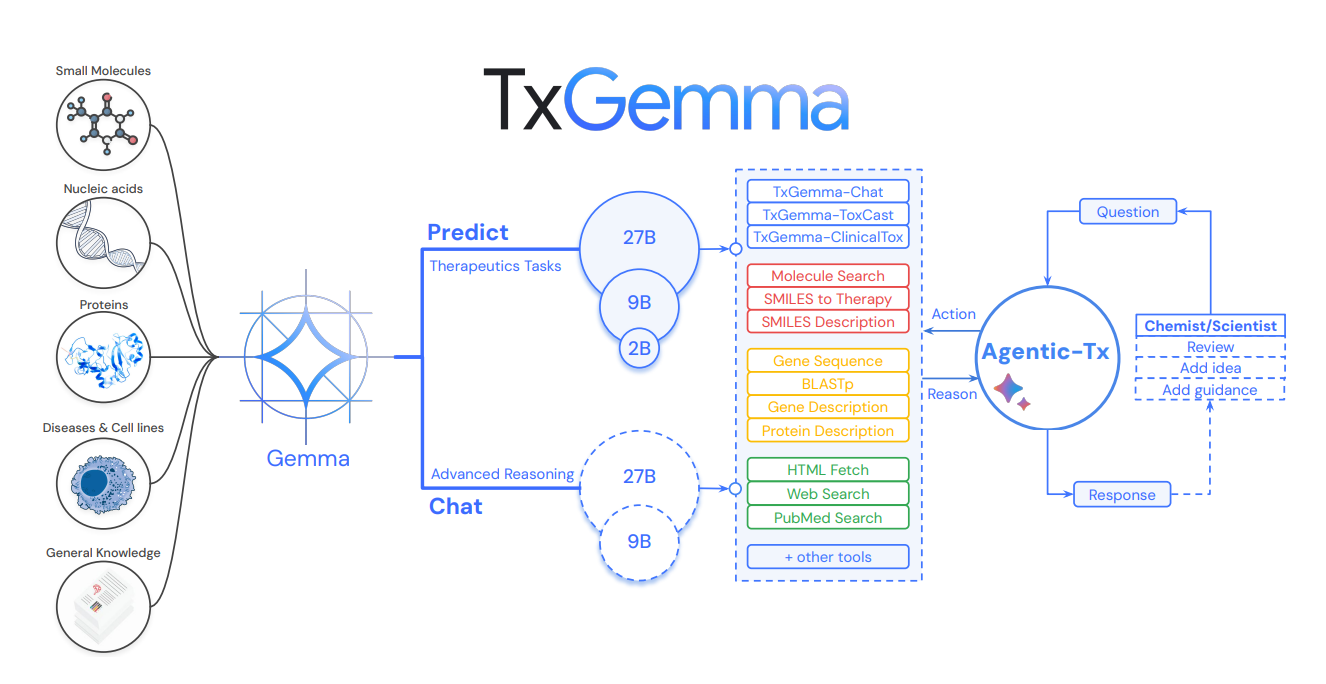 TxGemma
Small Molecules
Nucleic acids
Proteins
Diseases & Cell lines
General Knowledge
Gemma
Predict
Therapeutics Tasks
27B
9B
2B
Advanced Reasoning
Chat
27B
9B
TxGemma-Chat
TxGemma-ToxCast
TxGemma-ClinicalTox
Molecule Search
SMILES to Therapy
SMILES Description
Gene Sequence
BLASTp
Gene Description
Protein Description
HTML Fetch
Web Search
PubMed Search
+ other tools
Action
Reason
Agentic-Tx
Question
Chemist/Scientist
Review
Add idea
Add guidance
Response